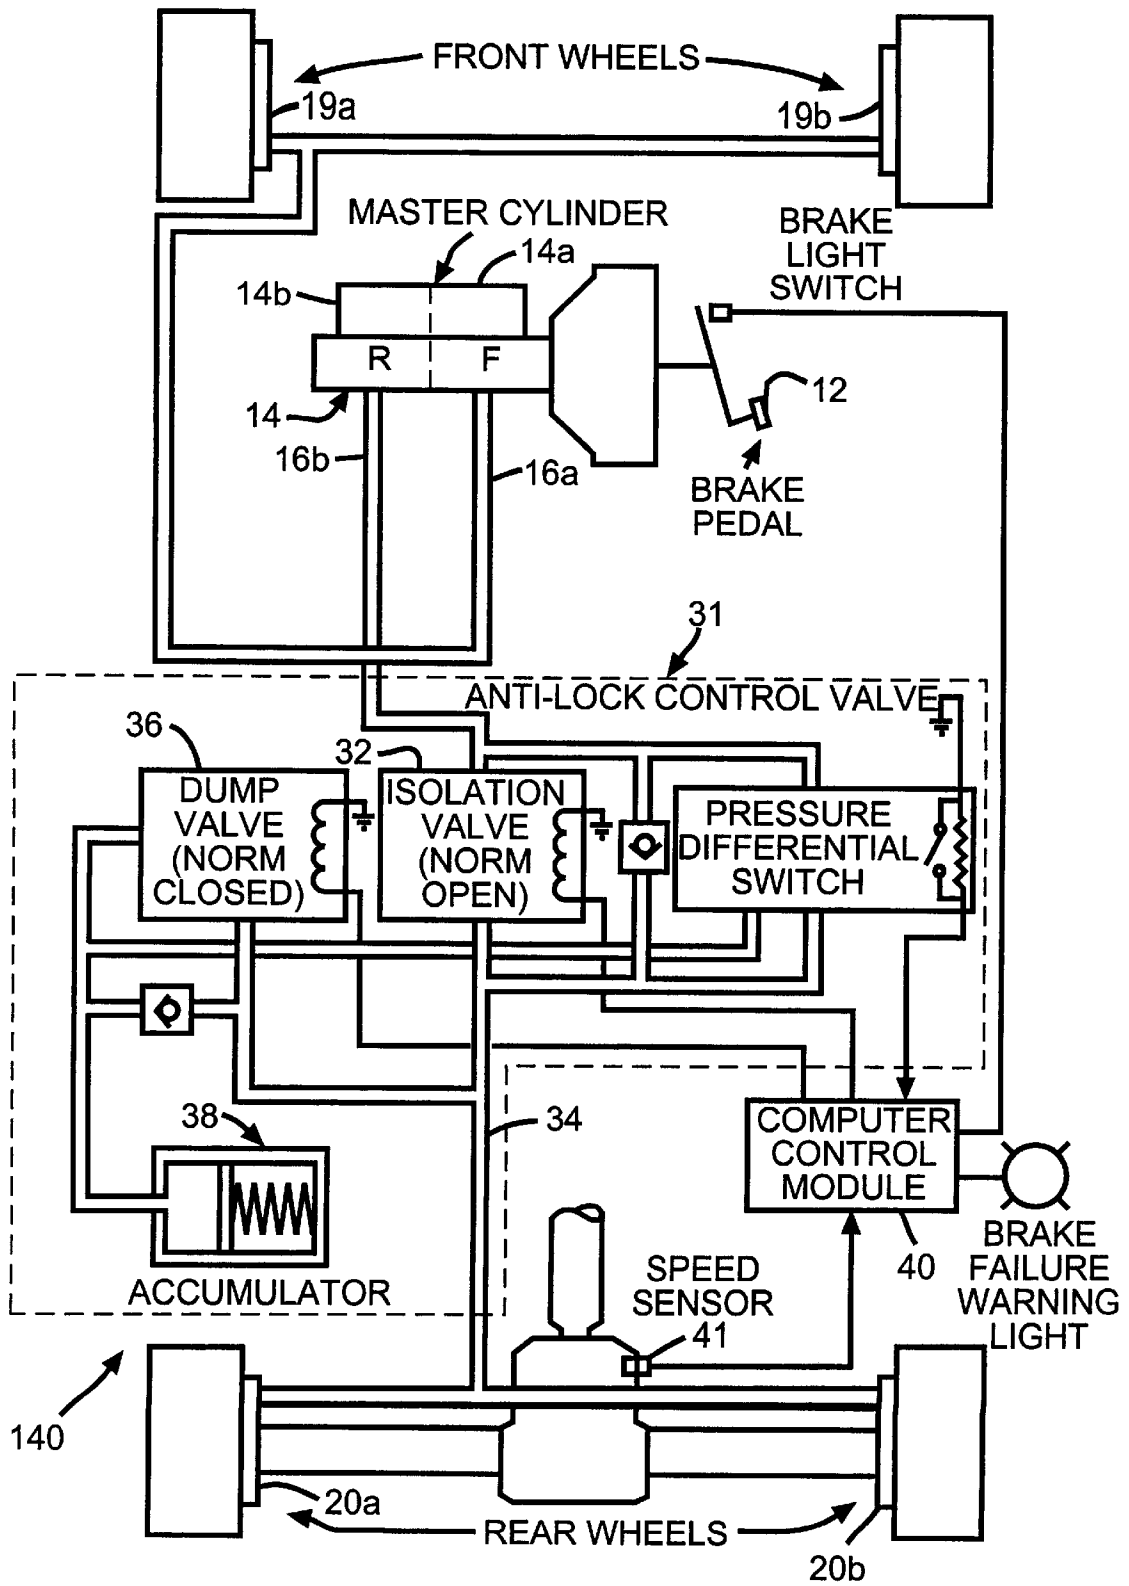 FRONT WHEELS
19a
19b
MASTER CYLINDER
14a
14b
BRAKE
LIGHT
SWITCH
R
F
12
14
16b
16a
BRAKE
PEDAL
31
ANTI-LOCK CONTROL VALVE
36
32
DUMP
VALVE
(NORM
CLOSED)
ISOLATION
VALVE
(NORM
OPEN)
PRESSURE
DIFFERENTIAL
SWITCH
38
34
COMPUTER
CONTROL
MODULE
ACCUMULATOR
40
BRAKE
FAILURE
WARNING
LIGHT
SPEED
SENSOR
41
140
20a
REAR WHEELS
20b